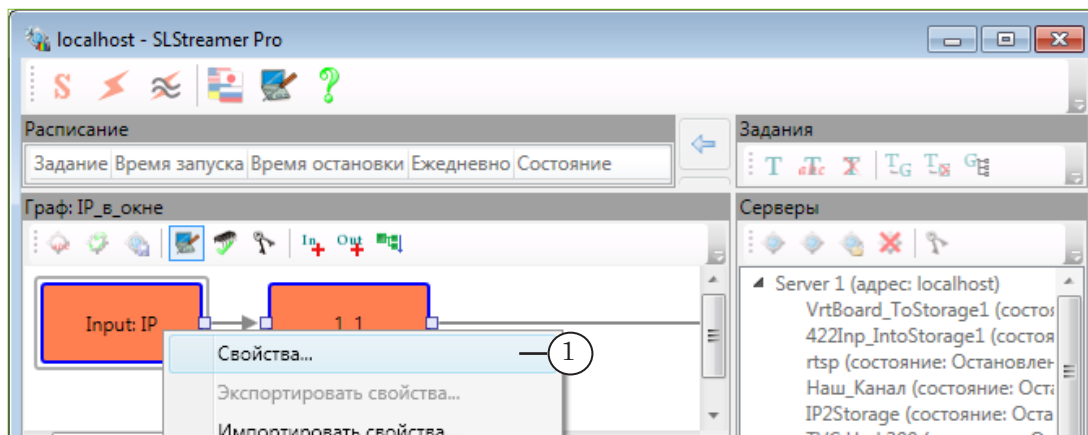 localhost - SLStreamer Pro
Расписание
Задание Время запуска Время остановки Ежедневно Состояние
Задания
Граф: IP_в_окне
Серверы
Input: IP
1_1
Свойства...
1
Экспортировать свойства...
Импортировать свойства
Server 1 (адрес: localhost)
VrtBoard_ToStorage1 (состоя
422Inp_IntoStorage1 (состоя
rtsp (состояние: Остановлен
Наш_Канал (состояние: Оста
IP2Storage (состояние: Оста